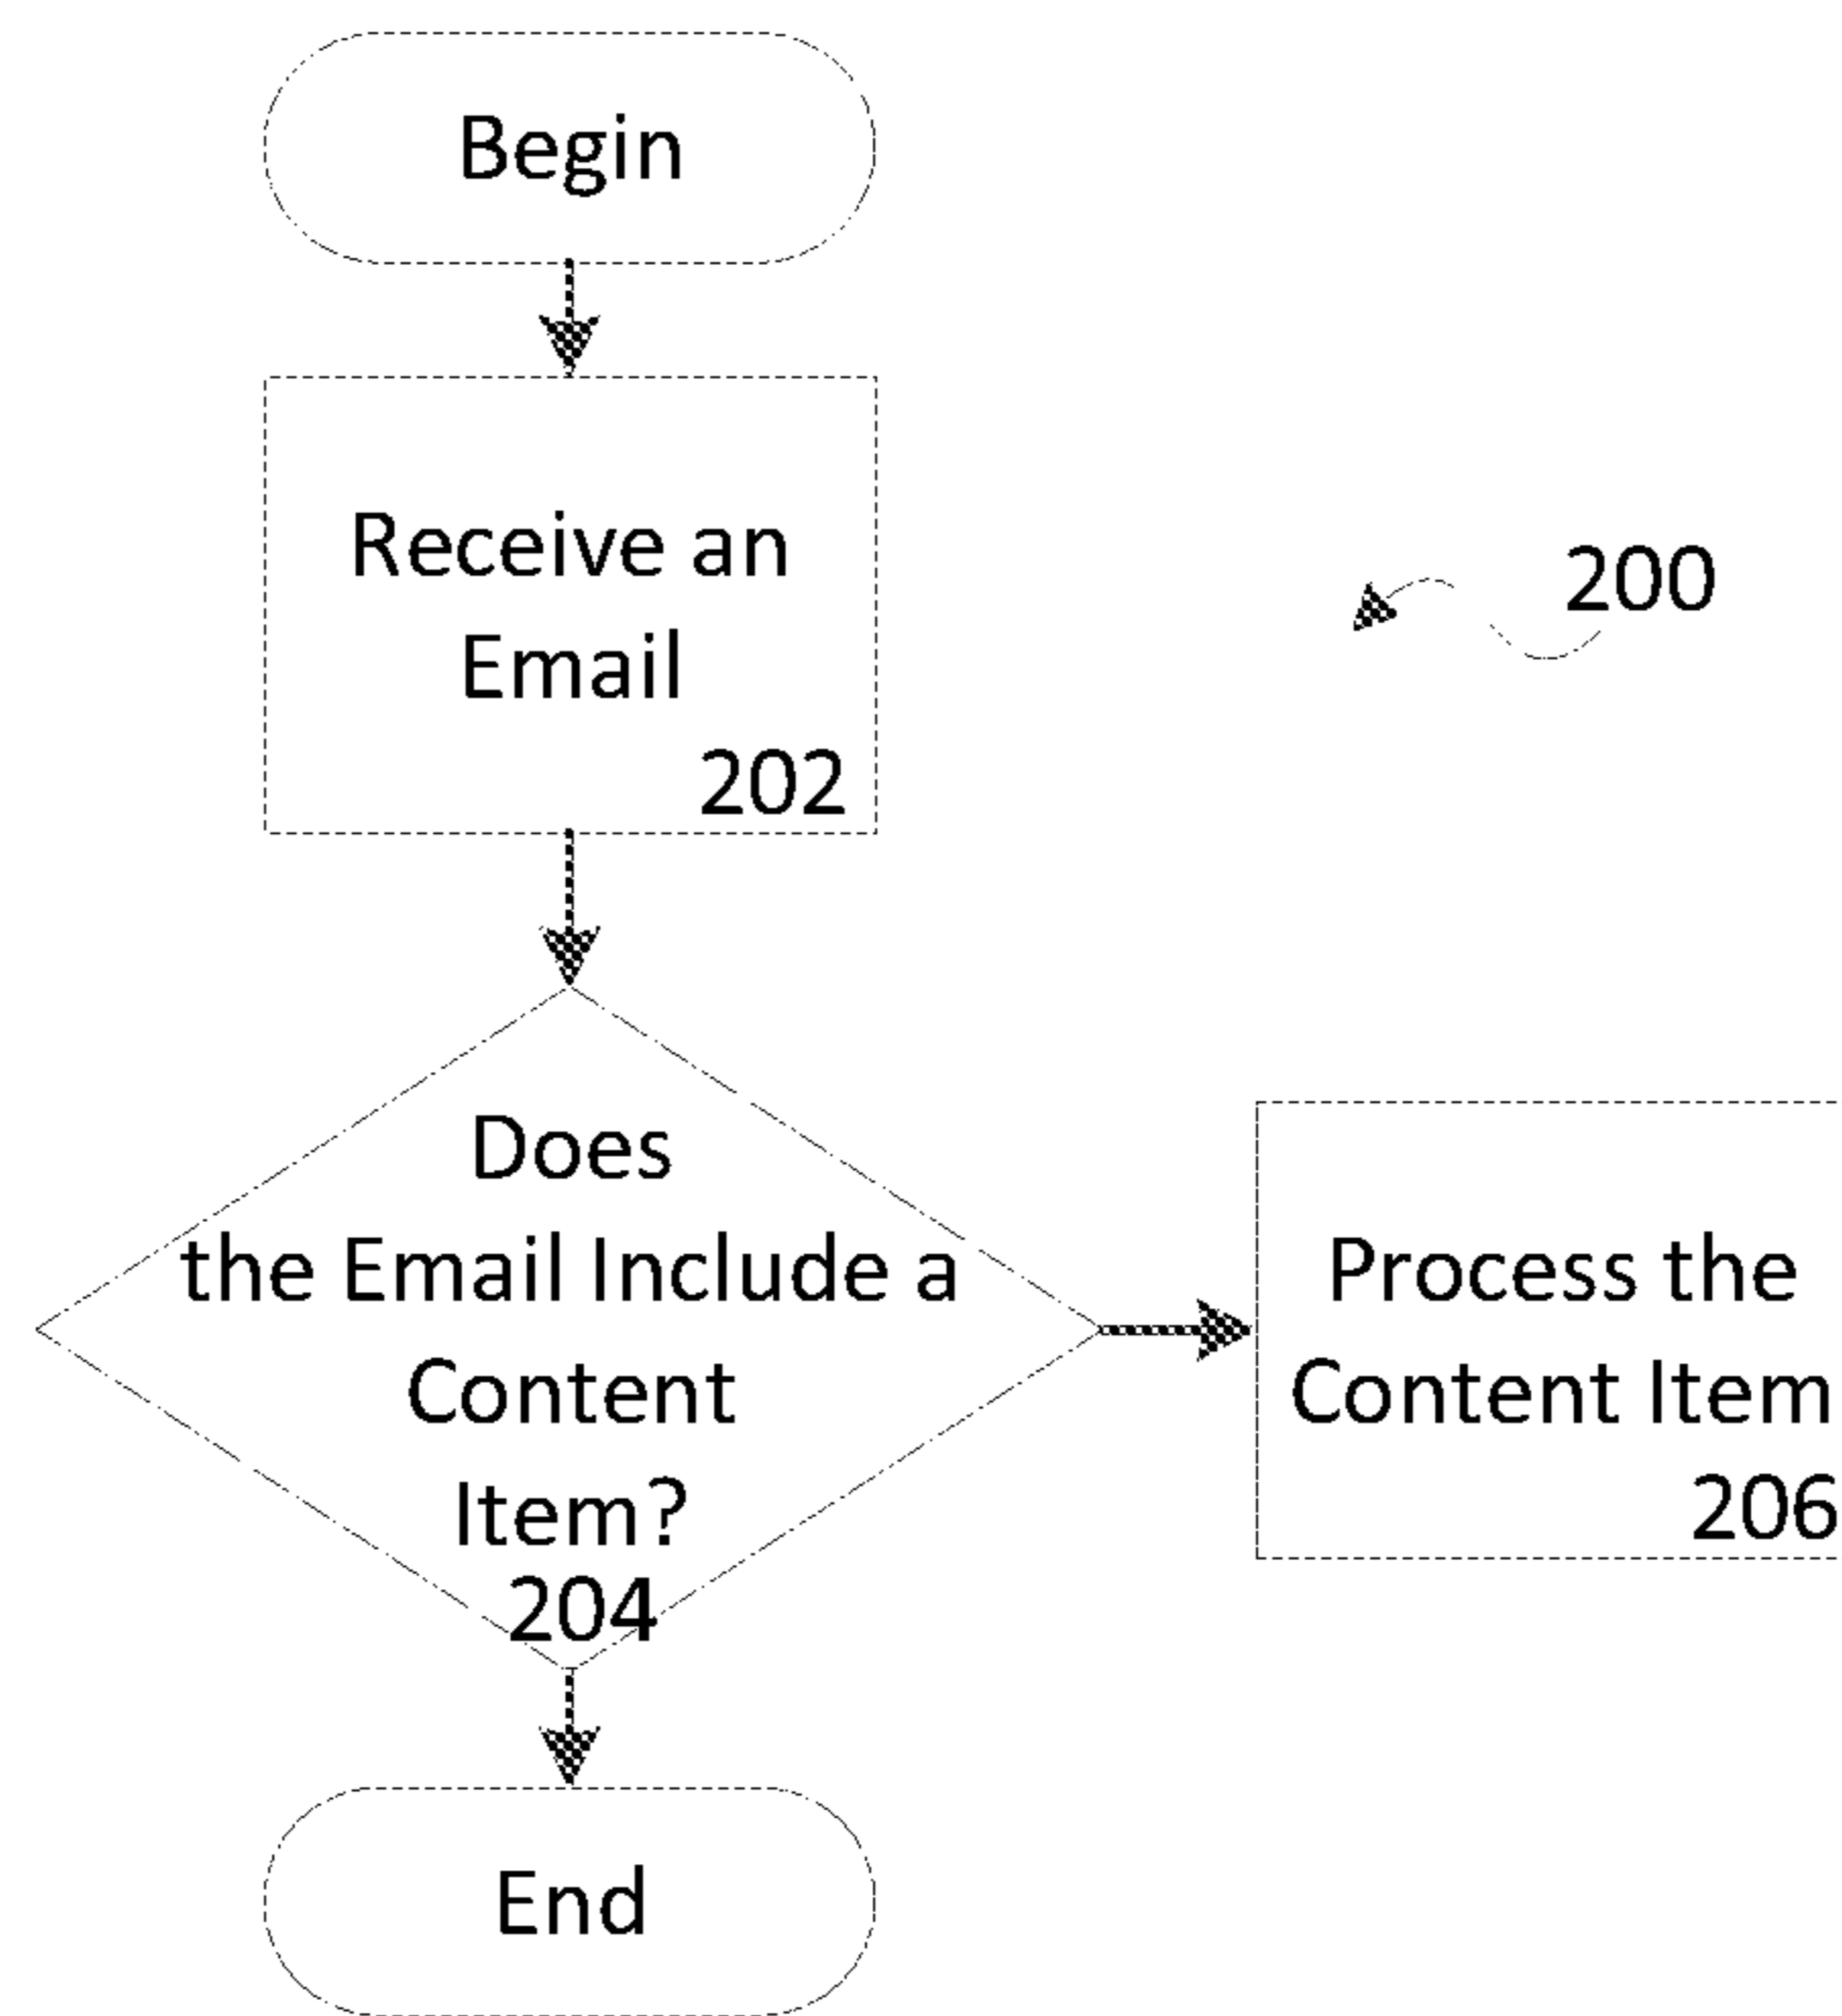 Begin
Receive an
Email
202
200
Does
the Email Include a
Content
Item?
204
Process the
Content Item
206
End